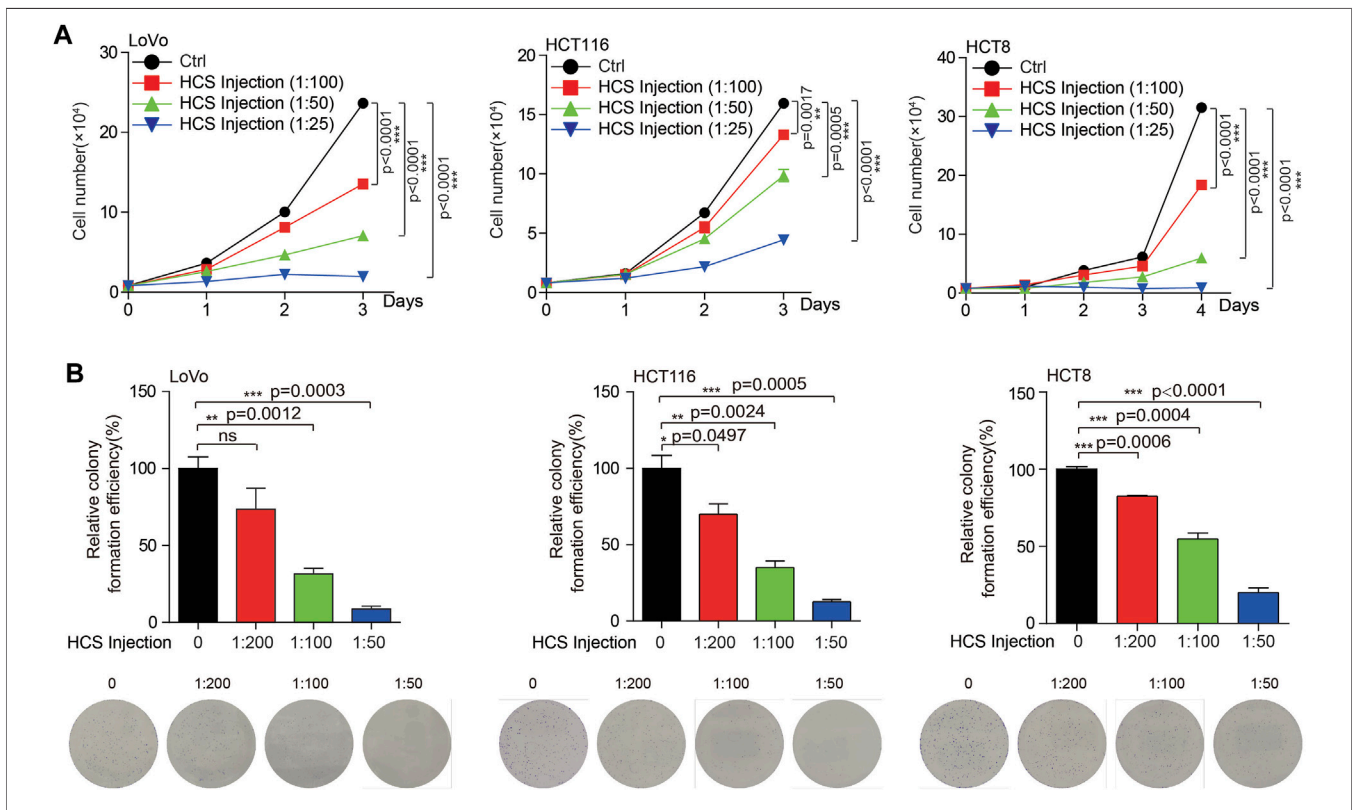 A
LoVo
Ctrl
HCS Injection (1:100)
HCS Injection (1:50)
HCS Injection (1:25)
Cell number(×10⁴)
30
20
10
0
0 1 2 3 Days
p<0.0001 ***
p<0.0001 ***
p<0.0001 ***
HCT116
Ctrl
HCS Injection (1:100)
HCS Injection (1:50)
HCS Injection (1:25)
Cell number(×10⁴)
20
15
10
5
0
0 1 2 3 Days
p=0.0017 **
p=0.0005 ***
p<0.0001 ***
HCT8
Ctrl
HCS Injection (1:100)
HCS Injection (1:50)
HCS Injection (1:25)
Cell number(×10⁴)
40
30
20
10
0
0 1 2 3 4 Days
p<0.0001 ***
p<0.0001 ***
p<0.0001 ***
B
LoVo
Relative colony
formation efficiency(%)
150
100
50
0
*** p=0.0003
** p=0.0012
ns
HCS Injection 0 1:200 1:100 1:50
0 1:200 1:100 1:50
HCT116
Relative colony
formation efficiency(%)
150
100
50
0
*** p=0.0005
** p=0.0024
* p=0.0497
HCS Injection 0 1:200 1:100 1:50
0 1:200 1:100 1:50
HCT8
Relative colony
formation efficiency(%)
150
100
50
0
*** p<0.0001
*** p=0.0004
*** p=0.0006
HCS Injection 0 1:200 1:100 1:50
0 1:200 1:100 1:50